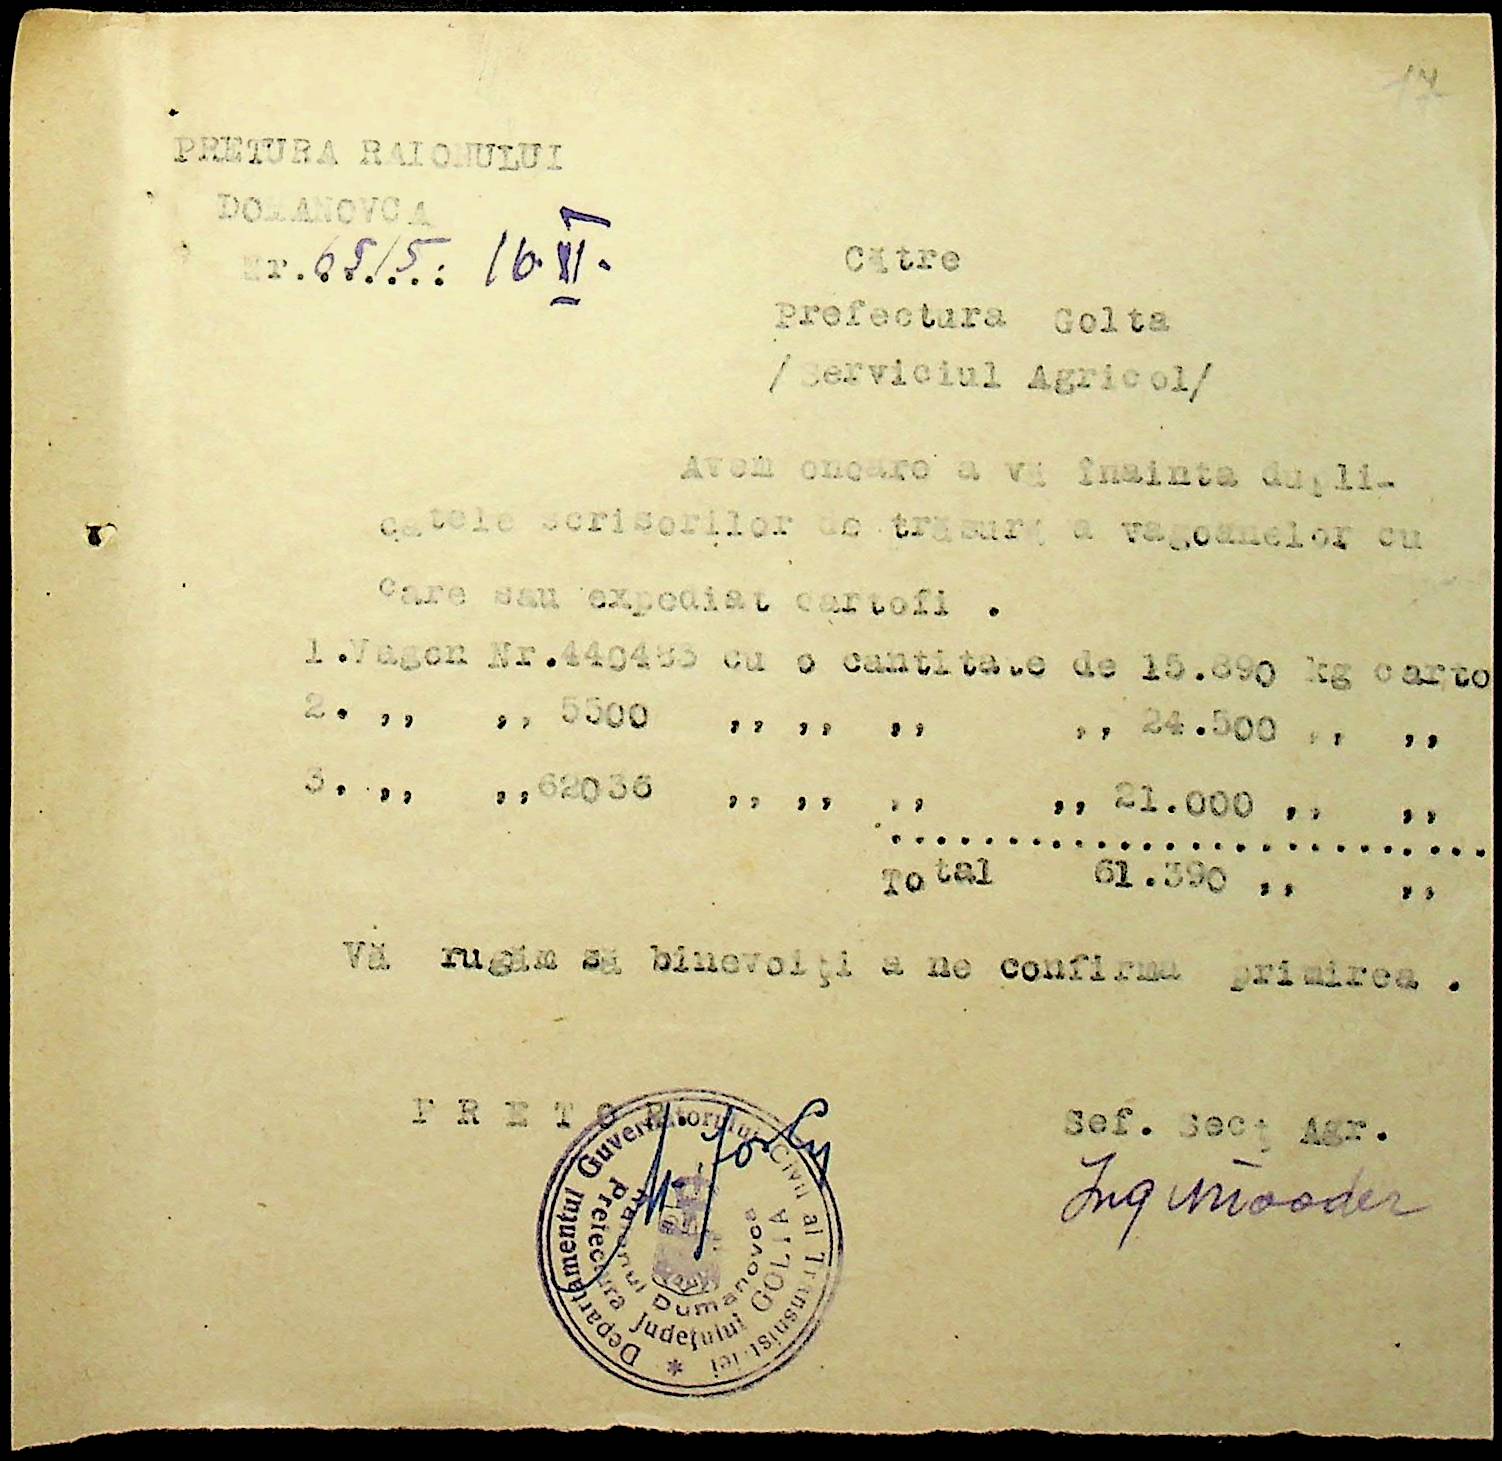 17
PRETURA RAIONULUI
DOMANOVCA
Nr. 6515. 16.VI.
Către
Prefectura Golta
/Serviciul Agricol/
Avem onoare a vă înainta dupli-
catele scrisorilor de trăsură a vagoanelor cu
care sau expediat cartofi .
1.Vagon Nr.440483 cu o cantitate de 15.890 kg carto
2. ,, ,, 5500 ,, ,, ,, ,, 24.500 ,, ,,
3. ,, ,,62036 ,, ,, ,, ,, 21.000 ,, ,,
..............................
Total 61.390 ,, ,,
Vă rugăm să binevoiţi a ne confirma primirea .
P R E T O R.
Sef. Secţ Agr.
Ing
Departamentul Guvernatorului Civil al Transnistriei *
Prefectura Judeţului GOLTA
Raionul Dumanovca